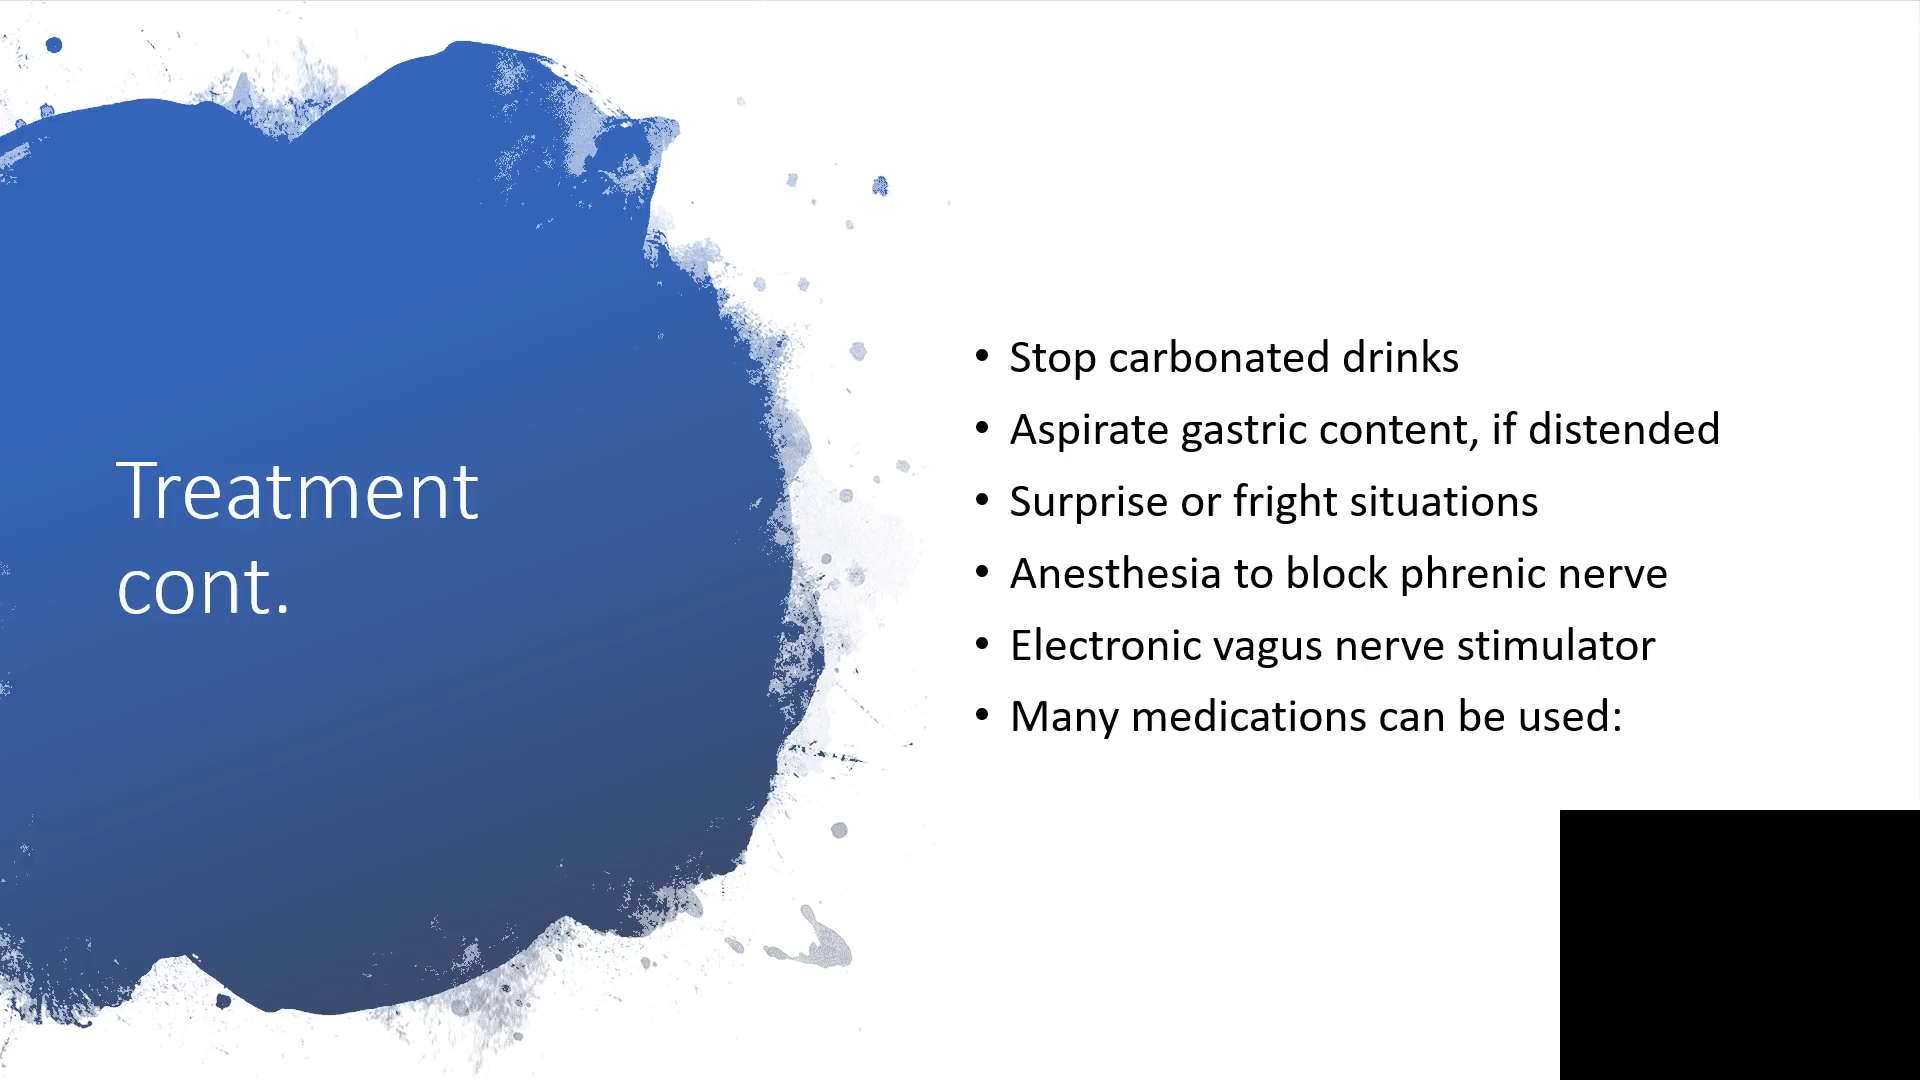 Treatment
cont.
• Stop carbonated drinks
• Aspirate gastric content, if distended
• Surprise or fright situations
• Anesthesia to block phrenic nerve
• Electronic vagus nerve stimulator
• Many medications can be used: